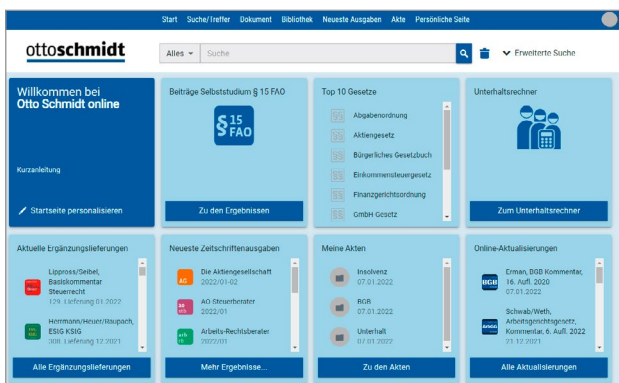 Start Suche/Treffer Dokument Bibliothek Neueste Ausgaben Akte Persönliche Seite
ottoschmidt
Alles Suche Erweiterte Suche
Willkommen bei
Otto Schmidt online
Kurzanleitung
Startseite personalisieren
Beiträge Selbststudium § 15 FAO
§ 15
FAO
Zu den Ergebnissen
Top 10 Gesetze
Abgabenordnung
Aktiengesetz
Bürgerliches Gesetzbuch
Einkommensteuergesetz
Finanzgerichtsordnung
GmbH-Gesetz
Unterhaltsrechner
Zum Unterhaltsrechner
Aktuelle Ergänzungslieferungen
Lippross/Seibel,
Basiskommentar
Steuerrecht
129. Lieferung 01.2022
Herrmann/Heuer/Raupach,
EStG KStG
308. Lieferung 12.2021
Alle Ergänzungslieferungen
Neueste Zeitschriftenausgaben
AG
Die Aktiengesellschaft
2022/01-02
AO Steuerberater
2022/01
Arbeits-Rechtsberater
2022/01
Mehr Ergebnisse...
Meine Akten
Insolvenz
07.01.2022
BGB
07.01.2022
Unterhalt
07.01.2022
Zu den Akten
Online-Aktualisierungen
BGB
Erman, BGB Kommentar,
16. Aufl. 2020
07.01.2022
Schwab/Weth,
Arbeitsgerichtsgesetz,
Kommentar, 6. Aufl. 2022
21.12.2021
Alle Aktualisierungen